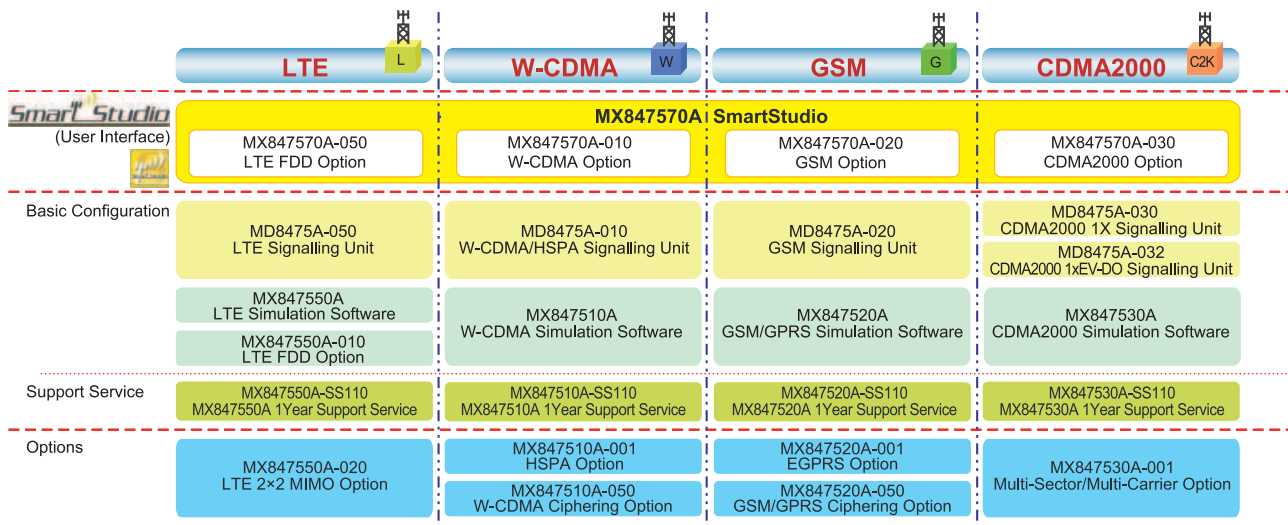 LTE
L
W-CDMA
W
GSM
G
CDMA2000
C2K
Smart Studio
(User Interface)
MX847570A SmartStudio
MX847570A-050
LTE FDD Option
MX847570A-010
W-CDMA Option
MX847570A-020
GSM Option
MX847570A-030
CDMA2000 Option
Basic Configuration
MD8475A-050
LTE Signalling Unit
MD8475A-010
W-CDMA/HSPA Signalling Unit
MD8475A-020
GSM Signalling Unit
MD8475A-030
CDMA2000 1X Signalling Unit
MD8475A-032
CDMA2000 1xEV-DO Signalling Unit
MX847550A
LTE Simulation Software
MX847550A-010
LTE FDD Option
MX847510A
W-CDMA Simulation Software
MX847520A
GSM/GPRS Simulation Software
MX847530A
CDMA2000 Simulation Software
Support Service
MX847550A-SS110
MX847550A 1Year Support Service
MX847510A-SS110
MX847510A 1Year Support Service
MX847520A-SS110
MX847520A 1Year Support Service
MX847530A-SS110
MX847530A 1Year Support Service
Options
MX847550A-020
LTE 2×2 MIMO Option
MX847510A-001
HSPA Option
MX847510A-050
W-CDMA Ciphering Option
MX847520A-001
EGPRS Option
MX847520A-050
GSM/GPRS Ciphering Option
MX847530A-001
Multi-Sector/Multi-Carrier Option